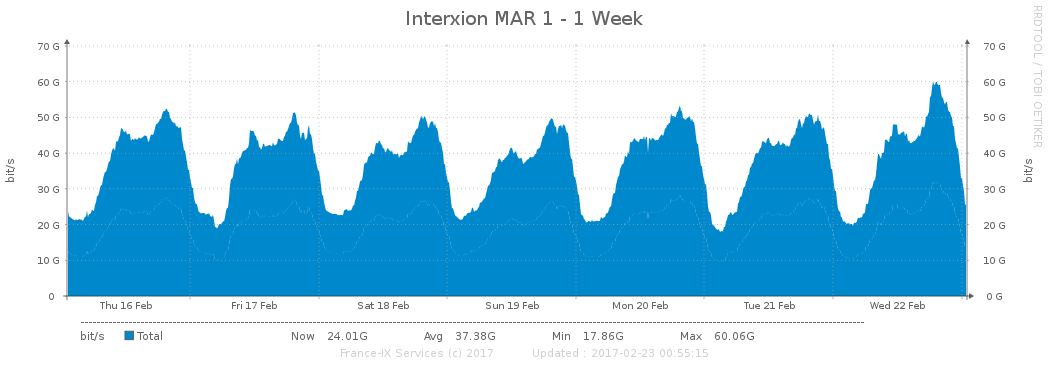 Interxion MAR 1 - 1 Week
RRDTOOL / TOBI OETIKER
70 G 70 G
60 G 60 G
50 G 50 G
40 G 40 G
30 G 30 G
20 G 20 G
10 G 10 G
0 0 G
bit/s bit/s
Thu 16 Feb Fri 17 Feb Sat 18 Feb Sun 19 Feb Mon 20 Feb Tue 21 Feb Wed 22 Feb
bit/s Total Now 24.01G Avg 37.38G Min 17.86G Max 60.06G
France-IX Services (c) 2017 Updated : 2017-02-23 00:55:15